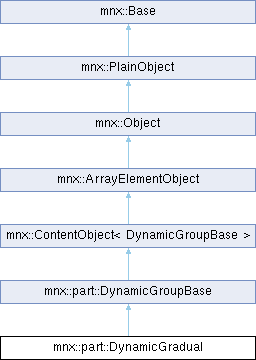 mnx::Base
mnx::PlainObject
mnx::Object
mnx::ArrayElementObject
mnx::ContentObject< DynamicGroupBase >
mnx::part::DynamicGroupBase
mnx::part::DynamicGradual